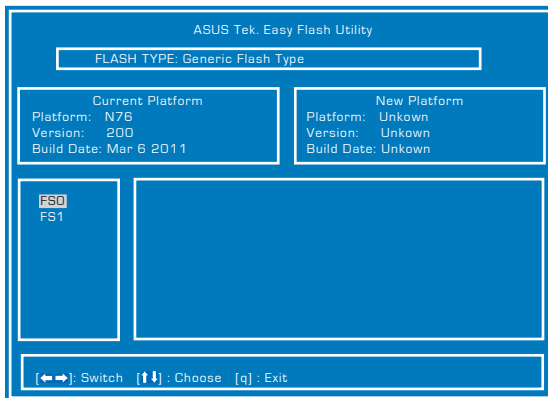 ASUS Tek. Easy Flash Utility
FLASH TYPE: Generic Flash Type
Current Platform
Platform: N76
Version: 200
Build Date: Mar 6 2011
New Platform
Platform: Unkown
Version: Unkown
Build Date: Unkown
FS0
FS1
[←→]: Switch [↑↓] : Choose [q] : Exit